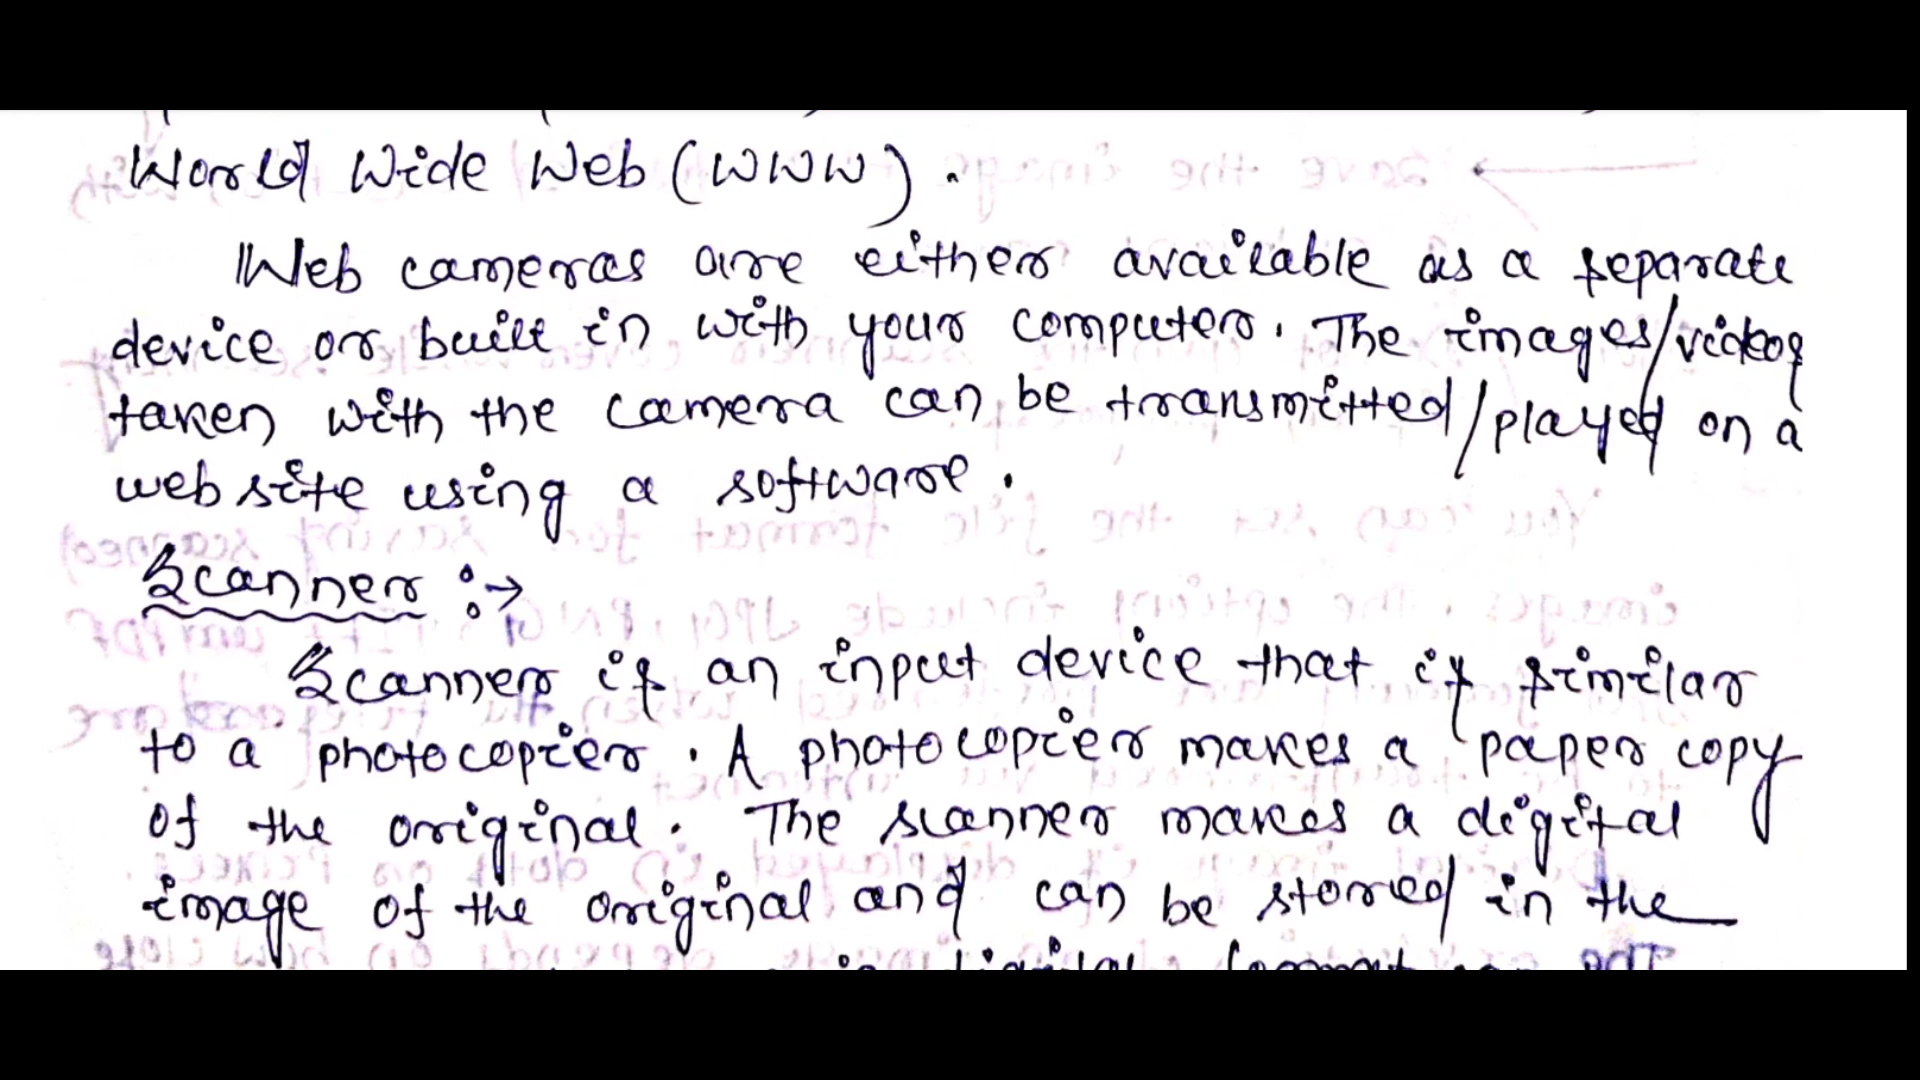 World Wide Web (WWW).
Web cameras are either available as a separate
device or built in with your computer. The images/videos
taken with the camera can be transmitted/played on a
website using a software.
Scanner :→
Scanner is an input device that is similar
to a photocopier. A photocopier makes a paper copy
of the original. The scanner makes a digital
image of the original and can be stored in the